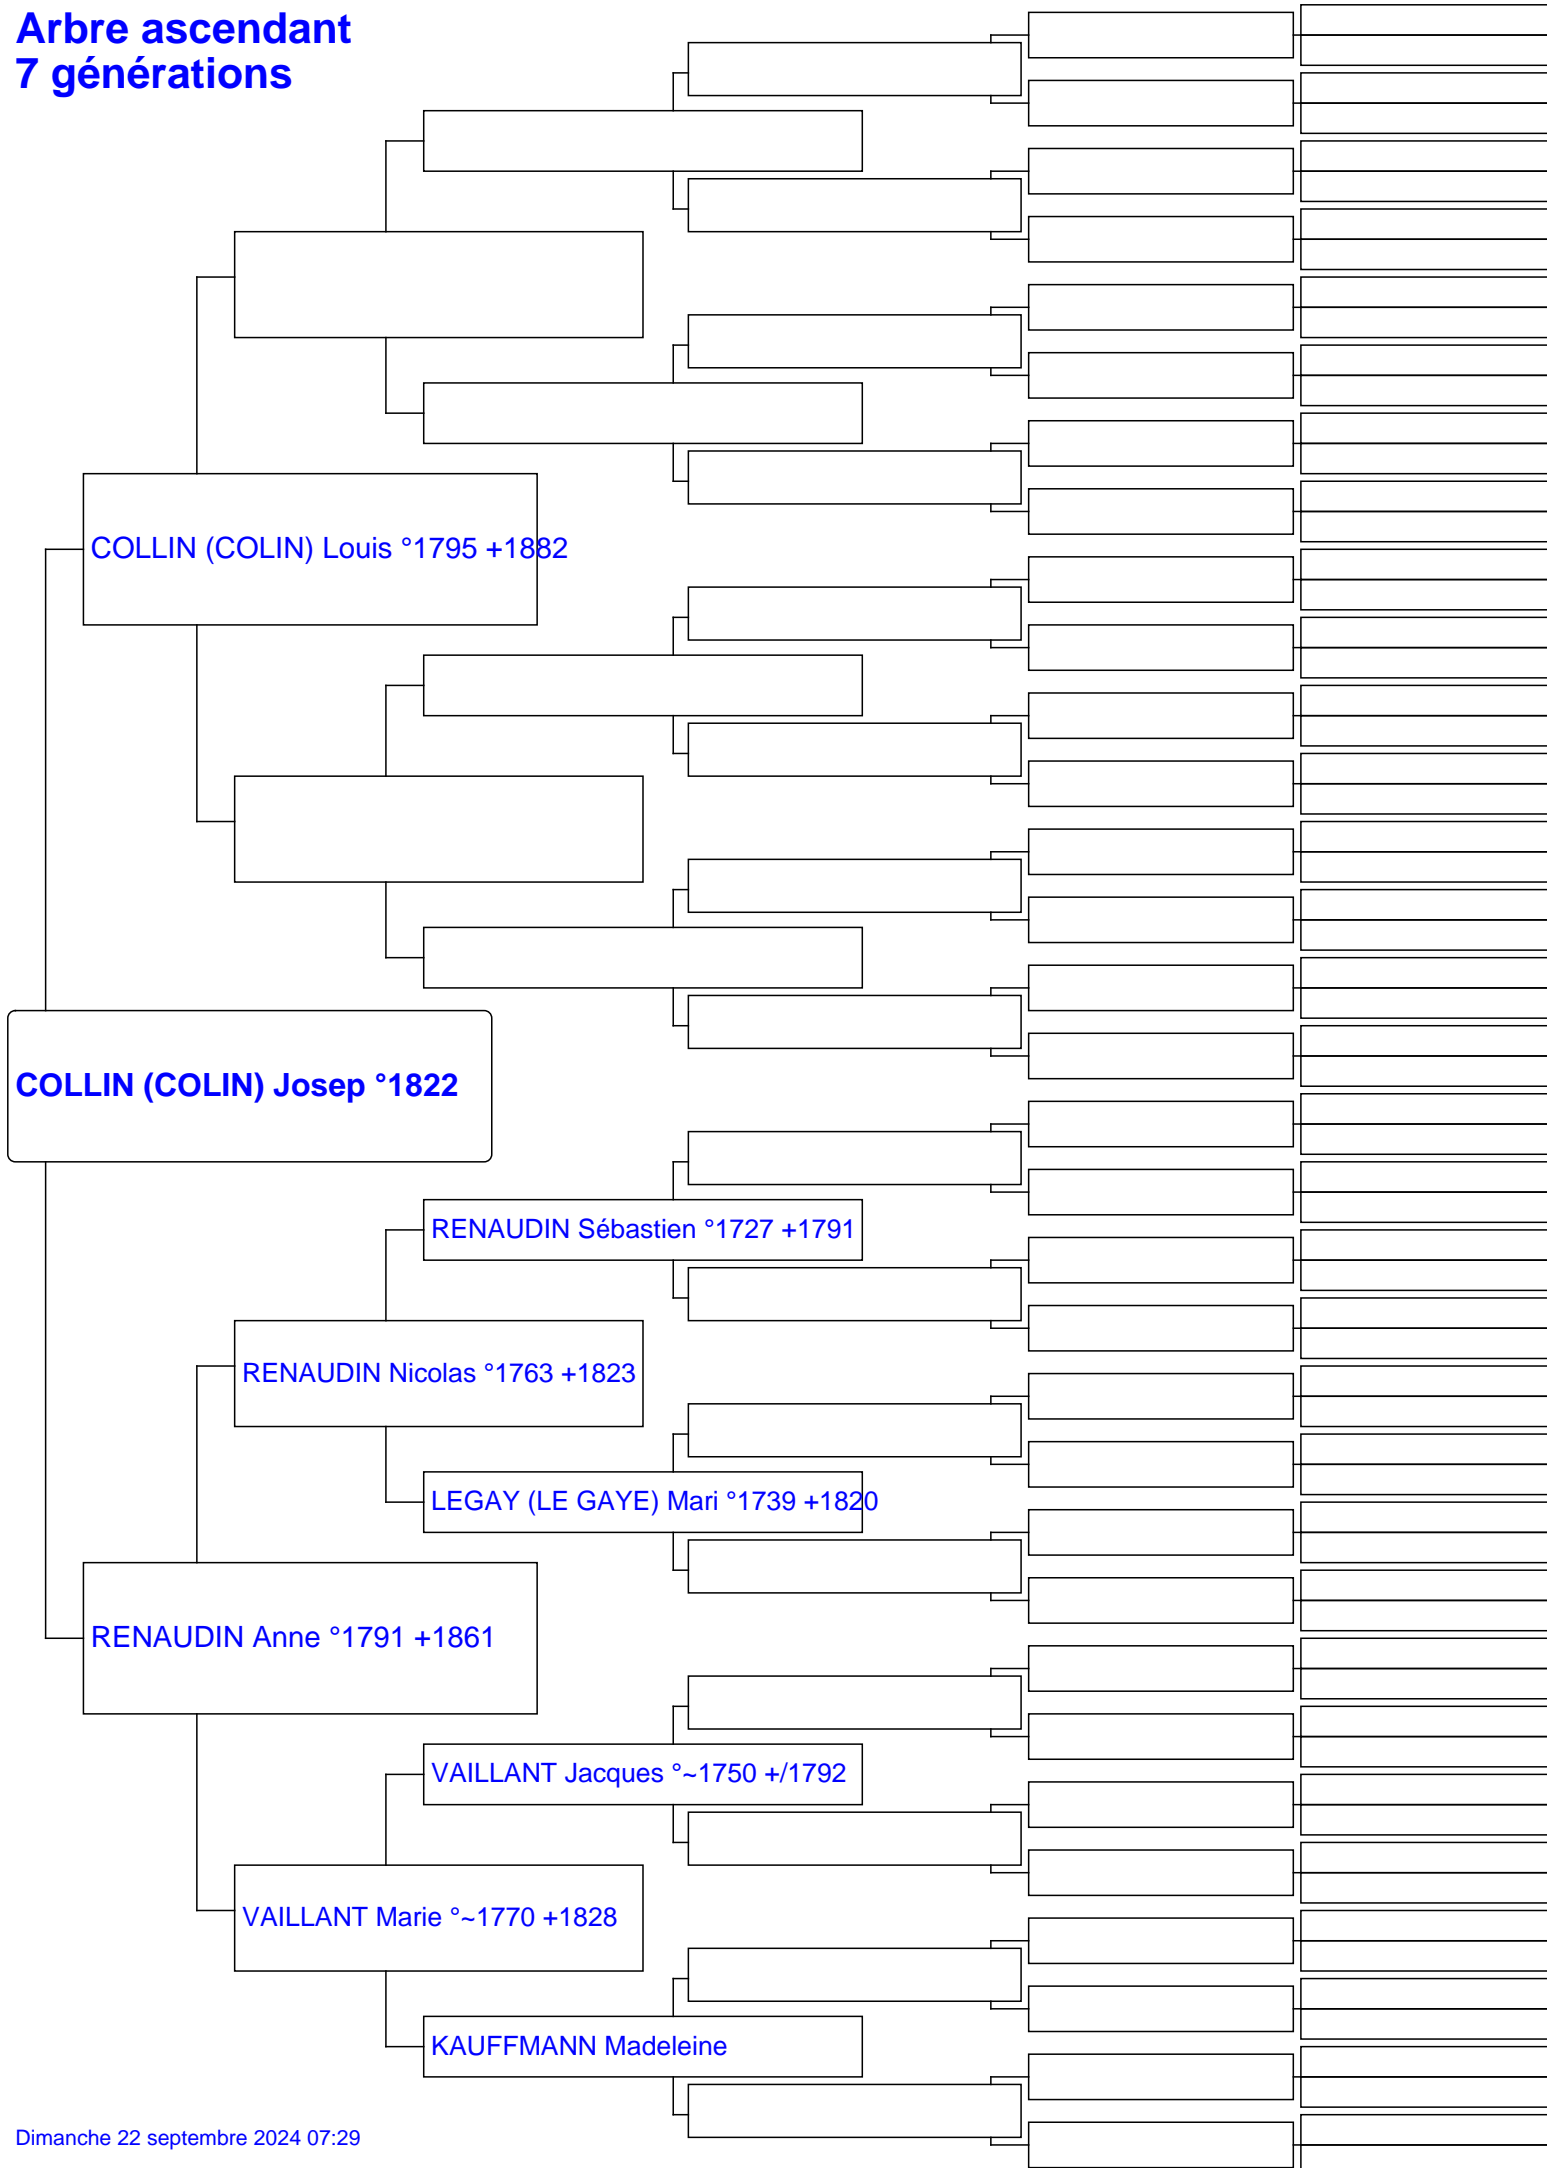 Arbre ascendant
7 générations
COLLIN (COLIN) Louis °1795 +1882
COLLIN (COLIN) Josep °1822
RENAUDIN Sébastien °1727 +1791
RENAUDIN Nicolas °1763 +1823
LEGAY (LE GAYE) Mari °1739 +1820
RENAUDIN Anne °1791 +1861
VAILLANT Jacques °~1750 +/1792
VAILLANT Marie °~1770 +1828
KAUFFMANN Madeleine
Dimanche 22 septembre 2024 07:29